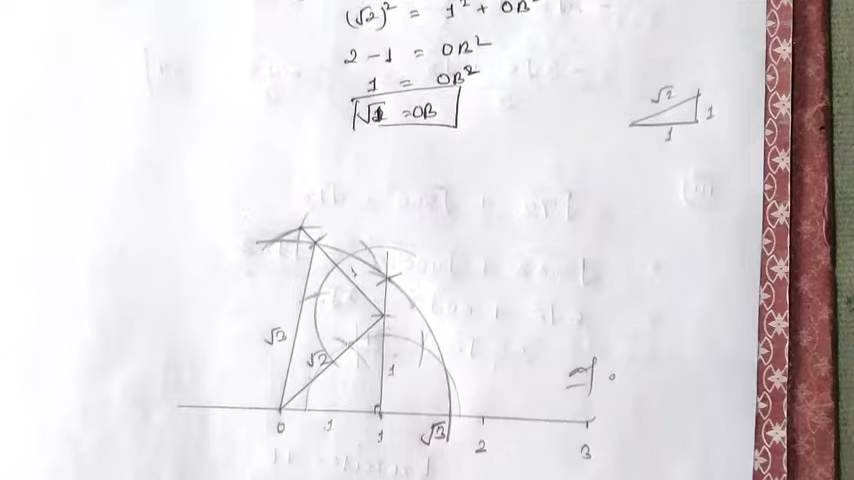 (√2)² = 1² + OB²
2 - 1 = OB²
1 = OB²
√1 = OB
√2
1
1
1
√3
√2
1
0 1 1 √3 2 3